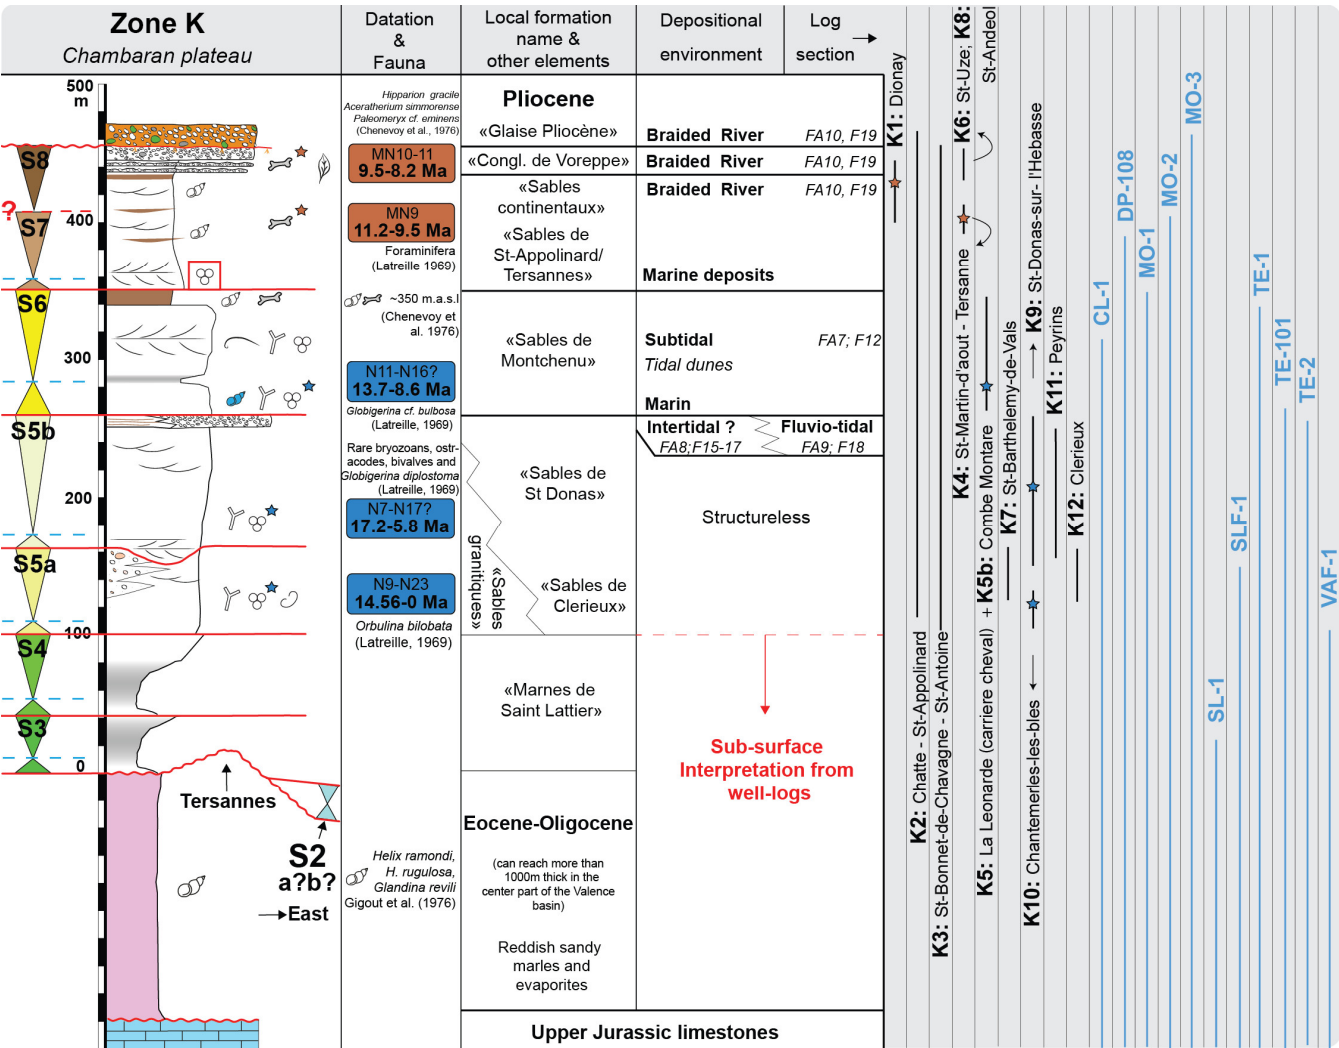 Zone K
Chambaran plateau
Datation
&
Fauna
Local formation
name &
other elements
Depositional
environment
Log
section
500
m
400
300
200
100
0
S8
?
S7
S6
S5b
S5a
S4
S3
Tersannes
S2
a?b?
East
Hipparion gracile
Aceratherium simmorense
Paleomeryx cf. eminens
(Chenevoy et al., 1976)
MN10-11
9.5-8.2 Ma
MN9
11.2-9.5 Ma
Foraminifera
(Latreille 1969)
~350 m.a.s.l
(Chenevoy et
al. 1976)
N11-N16?
13.7-8.6 Ma
Globigerina cf. bulbosa
(Latreille, 1969)
Rare bryozoans, ostr-
acodes, bivalves and
Globigerina diplostoma
(Latreille, 1969)
N7-N17?
17.2-5.8 Ma
N9-N23
14.56-0 Ma
Orbulina bilobata
(Latreille, 1969)
Helix ramondi,
H. rugulosa,
Glandina revili
Gigout et al. (1976)
Pliocene
«Glaise Pliocène»
«Congl. de Voreppe»
«Sables
continentaux»
«Sables de
St-Appolinard/
Tersannes»
«Sables de
Montchenu»
«Sables de
St Donas»
«Sables
granitiques»
«Sables de
Clerieux»
«Marnes de
Saint Lattier»
Eocene-Oligocene
(can reach more than
1000m thick in the
center part of the Valence
basin)
Reddish sandy
marles and
evaporites
Upper Jurassic limestones
Braided River
FA10, F19
Braided River
FA10, F19
Braided River
FA10, F19
Marine deposits
Subtidal
FA7; F12
Tidal dunes
Marin
Intertidal ?
FA8;F15-17
Fluvio-tidal
FA9; F18
Structureless
Sub-surface
Interpretation from
well-logs
K1: Dionay
K2: Chatte - St-Appolinard
K3: St-Bonnet-de-Chavagne - St-Antoine
K4: St-Martin-d'aout - Tersanne
K6: St-Uze; K8:
St-Andeol
K5: La Leonarde (carriere cheval) + K5b: Combe Montare
K7: St-Barthelemy-de-Vals
K9: St-Donas-sur- l'Hebasse
K10: Chantemerles-les-bles
K11: Peyrins
K12: Clerieux
CL-1
DP-108
MO-1
MO-2
MO-3
SL-1
SLF-1
TE-1
TE-101
TE-2
VAF-1